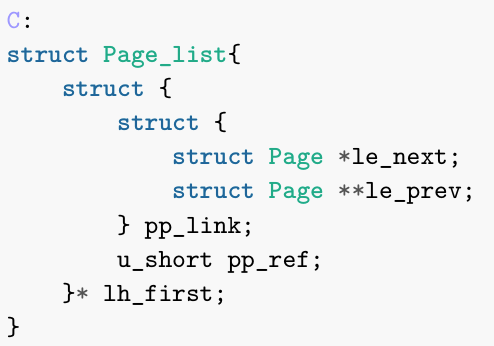 C:
struct Page_list{
    struct {
        struct {
            struct Page *le_next;
            struct Page **le_prev;
        } pp_link;
        u_short pp_ref;
    }* lh_first;
}